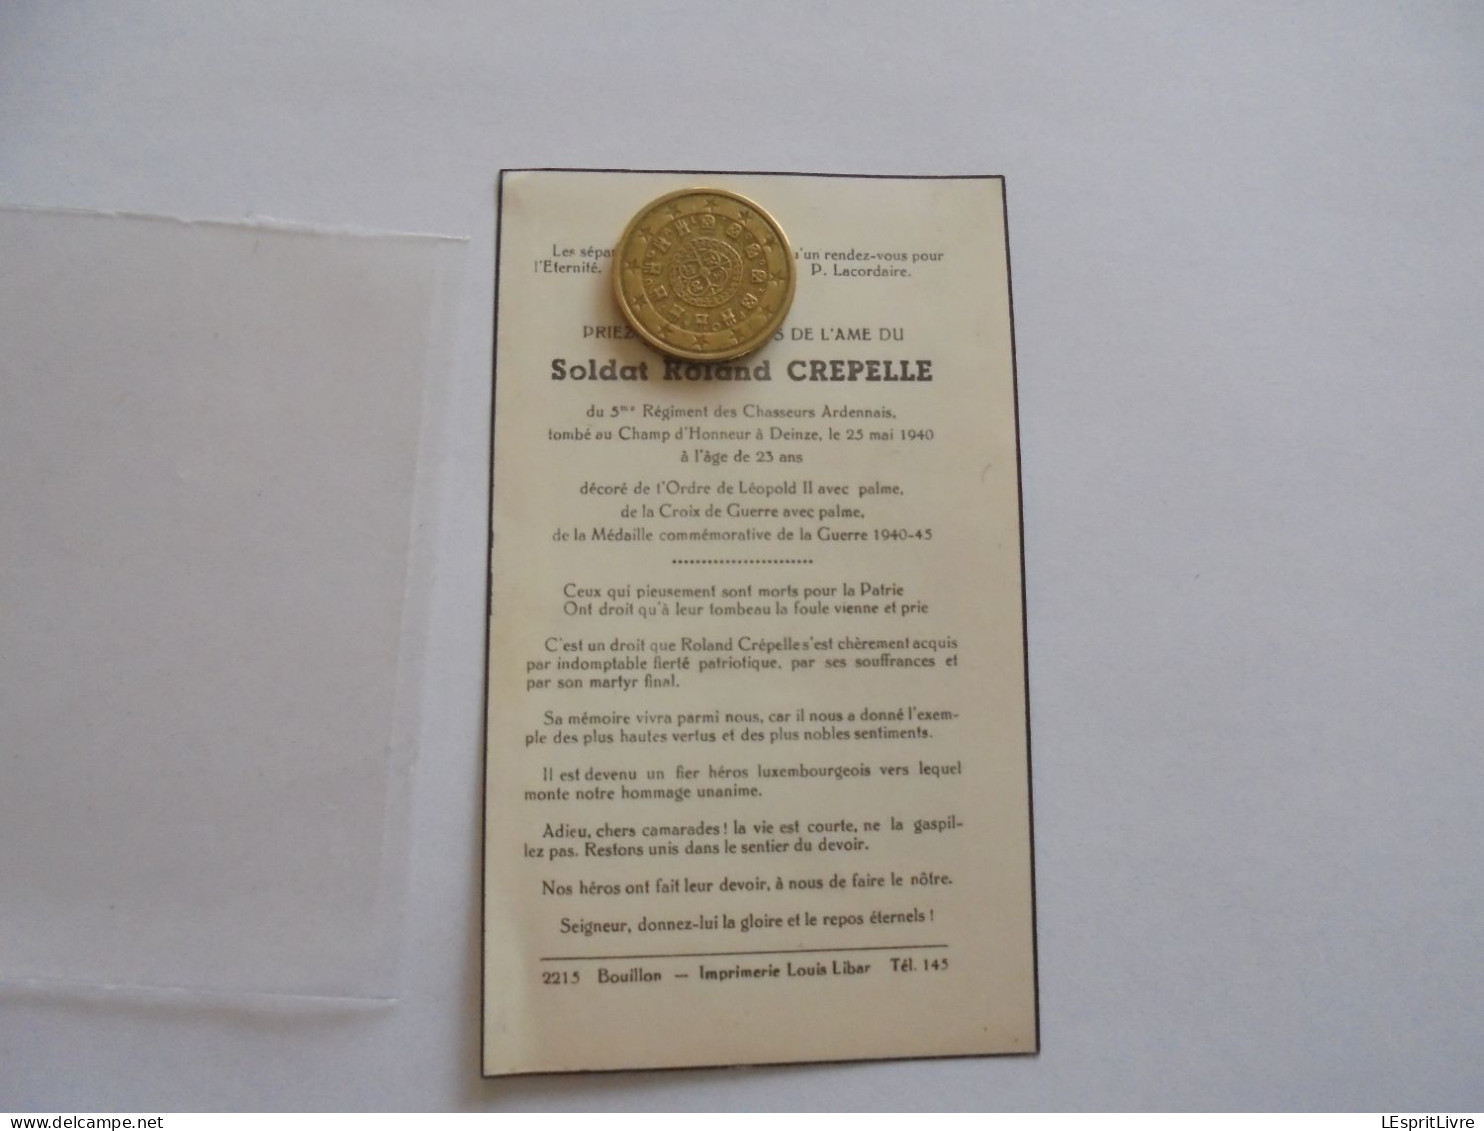 Les sépa 'un rendez-vous pour
l'Eternité. P. Lacordaire.
PRIEZ S DE L'AME DU
Soldat Roland CREPELLE
du 5me Régiment des Chasseurs Ardennais,
tombé au Champ d'Honneur à Deinze, le 25 mai 1940
à l'âge de 23 ans
décoré de l'Ordre de Léopold II avec palme,
de la Croix de Guerre avec palme,
de la Médaille commémorative de la Guerre 1940-45
Ceux qui pieusement sont morts pour la Patrie
Ont droit qu'à leur tombeau la foule vienne et prie
C'est un droit que Roland Crépelle s'est chèrement acquis
par indomptable fierté patriotique, par ses souffrances et
par son martyr final.
Sa mémoire vivra parmi nous, car il nous a donné l'exem-
ple des plus hautes vertus et des plus nobles sentiments.
Il est devenu un fier héros luxembourgeois vers lequel
monte notre hommage unanime.
Adieu, chers camarades ! la vie est courte, ne la gaspil-
lez pas. Restons unis dans le sentier du devoir.
Nos héros ont fait leur devoir, à nous de faire le nôtre.
Seigneur, donnez-lui la gloire et le repos éternels !
2215 Bouillon — Imprimerie Louis Libar Tél. 145
www.delcampe.net
LEspritLivre